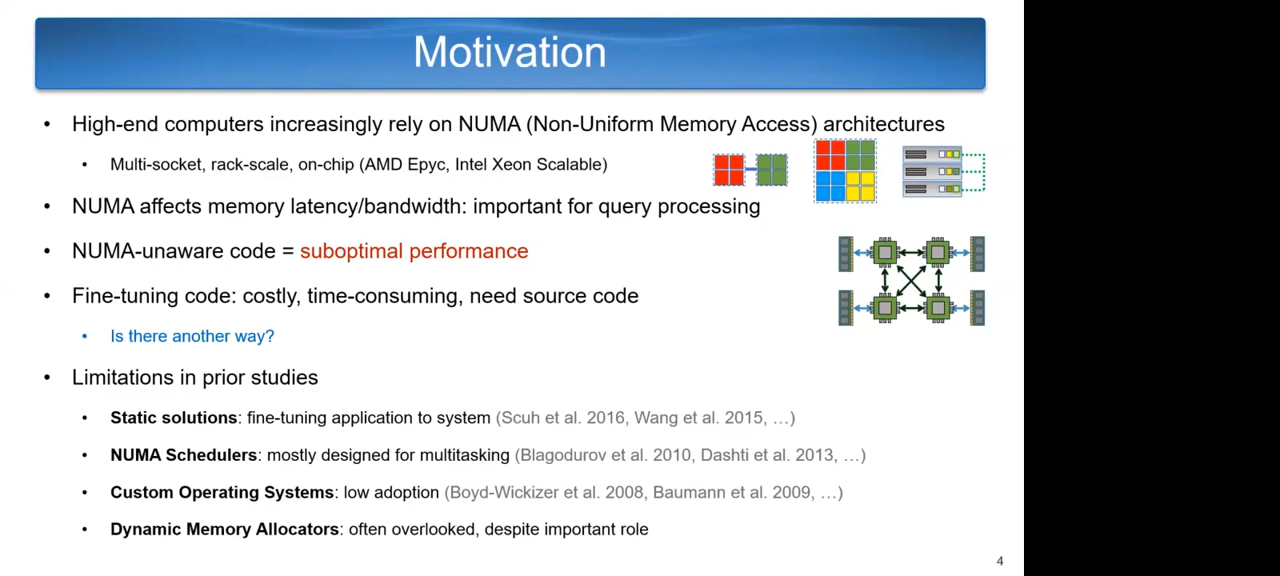 Motivation
• High-end computers increasingly rely on NUMA (Non-Uniform Memory Access) architectures
• Multi-socket, rack-scale, on-chip (AMD Epyc, Intel Xeon Scalable)
• NUMA affects memory latency/bandwidth: important for query processing
• NUMA-unaware code = suboptimal performance
• Fine-tuning code: costly, time-consuming, need source code
• Is there another way?
• Limitations in prior studies
• Static solutions: fine-tuning application to system (Scuh et al. 2016, Wang et al. 2015, …)
• NUMA Schedulers: mostly designed for multitasking (Blagodurov et al. 2010, Dashti et al. 2013, …)
• Custom Operating Systems: low adoption (Boyd-Wickizer et al. 2008, Baumann et al. 2009, …)
• Dynamic Memory Allocators: often overlooked, despite important role
4